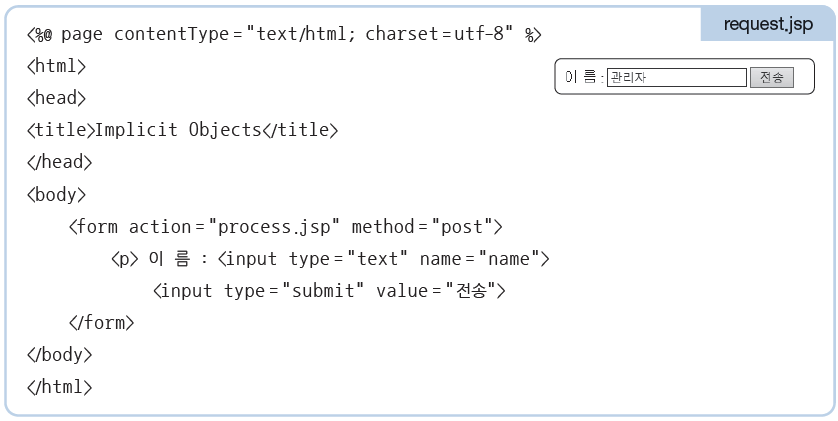 request.jsp
<%@ page contentType="text/html; charset=utf-8" %>
<html>
이 름 : 관리자 전송
<head>
<title>Implicit Objects</title>
</head>
<body>
<form action="process.jsp" method="post">
<p> 이 름 : <input type="text" name="name">
<input type="submit" value="전송">
</form>
</body>
</html>